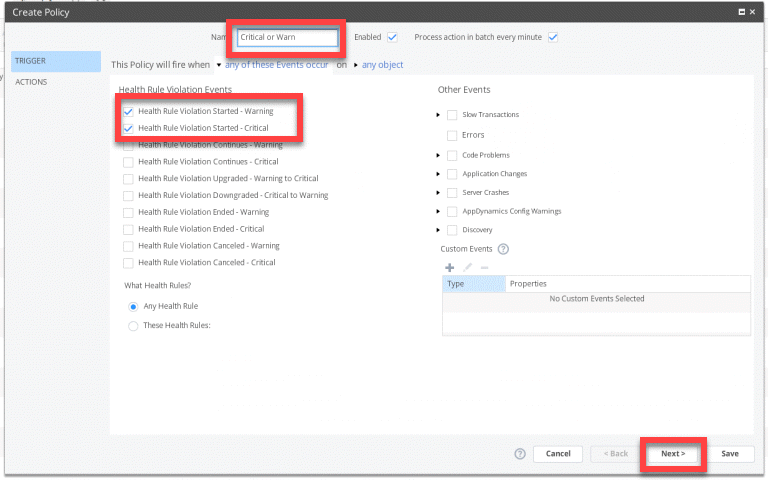 Create Policy
Nam Critical or Warn Enabled Process action in batch every minute
TRIGGER
ACTIONS
This Policy will fire when any of these Events occur on any object
Health Rule Violation Events
Health Rule Violation Started - Warning
Health Rule Violation Started - Critical
Health Rule Violation Continues - Warning
Health Rule Violation Continues - Critical
Health Rule Violation Upgraded - Warning to Critical
Health Rule Violation Downgraded - Critical to Warning
Health Rule Violation Ended - Warning
Health Rule Violation Ended - Critical
Health Rule Violation Canceled - Warning
Health Rule Violation Canceled - Critical
What Health Rules?
Any Health Rule
These Health Rules:
Other Events
Slow Transactions
Errors
Code Problems
Application Changes
Server Crashes
AppDynamics Config Warnings
Discovery
Custom Events ?
Type Properties
No Custom Events Selected
? Cancel < Back Next > Save